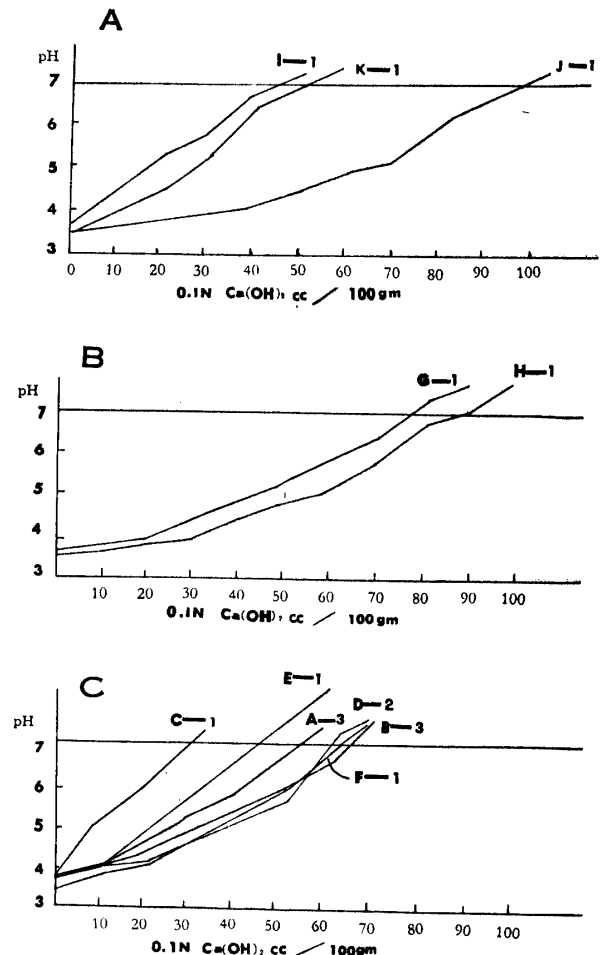 A
pH
I—1
K—1
J—1
7
6
5
4
3
0 10 20 30 40 50 60 70 80 90 100
0.1N Ca(OH)₂ cc / 100gm
B
pH
G—1
H—1
7
6
5
4
3
10 20 30 40 50 60 70 80 90 100
0.1N Ca(OH)₂ cc / 100gm
C
pH
E—1
C—1
A—3
D—2
B—3
F—1
7
6
5
4
3
10 20 30 40 50 60 70 80 90 100
0.1N Ca(OH)₂ cc / 100gm